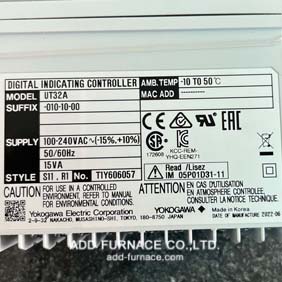 DIGITAL INDICATING CONTROLLER
AMB.TEMP -10 TO 50°C
MODEL UT32A
MAC ADD ----------
SUFFIX -010-10-00
SUPPLY 100-240VAC~(-15%,+10%)
50/60Hz
15VA
172608
KCC-REM-
YHQ-EEN271
STYLE S11.R1 No. T1Y606057
Read / Lisez
IM 05P01D31-11
CAUTION FOR USE IN A CONTROLLED
ENVIRONMENT, REFER TO MANUAL
FOR ENVIRONMENTAL CONDITIONS.
ATTENTION EN CAS D'UTILISATION
EN ATMOSPHERE CONTROLEE,
CONSULTER LA NOTICE.
Yokogawa Electric Corporation
2-9-32 NAKACHO, MUSASHINO-SHI, TOKYO, 180-8750 JAPAN
YOKOGAWA
Made in Korea
DATE OF MANUFACTURE 2022-06
ADD FURNACE CO.,LTD
add-furnace.com